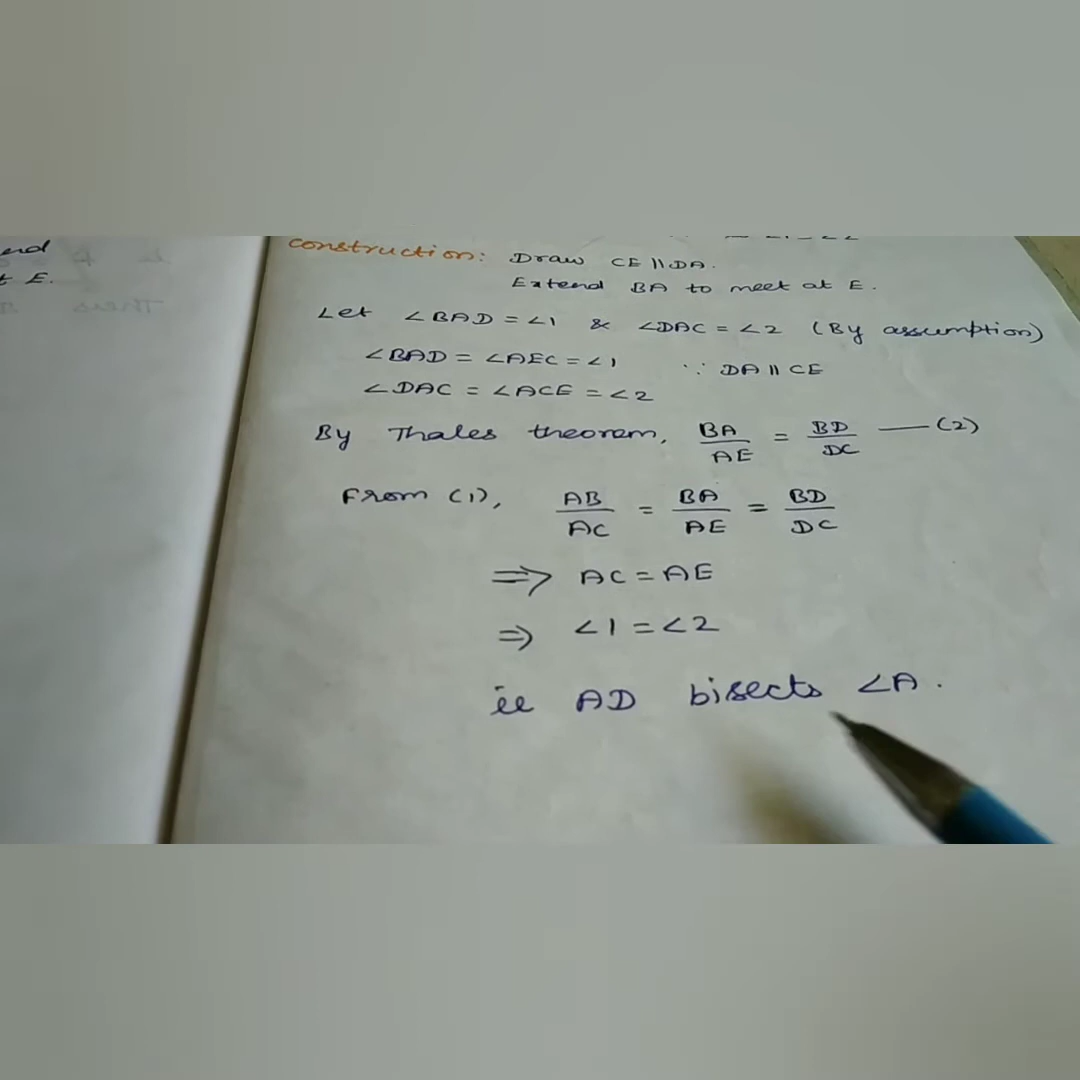 end
t E.
construction: Draw CE || DA.
Extend BA to meet at E.
Let ∠BAD = ∠1 & ∠DAC = ∠2 (By assumption)
∠BAD = ∠AEC = ∠1 ∵ DA || CE
∠DAC = ∠ACE = ∠2
By Thales theorem, BA/AE = BD/DC — (2)
From (1), AB/AC = BA/AE = BD/DC
⇒ AC = AE
⇒ ∠1 = ∠2
ie AD bisects ∠A.